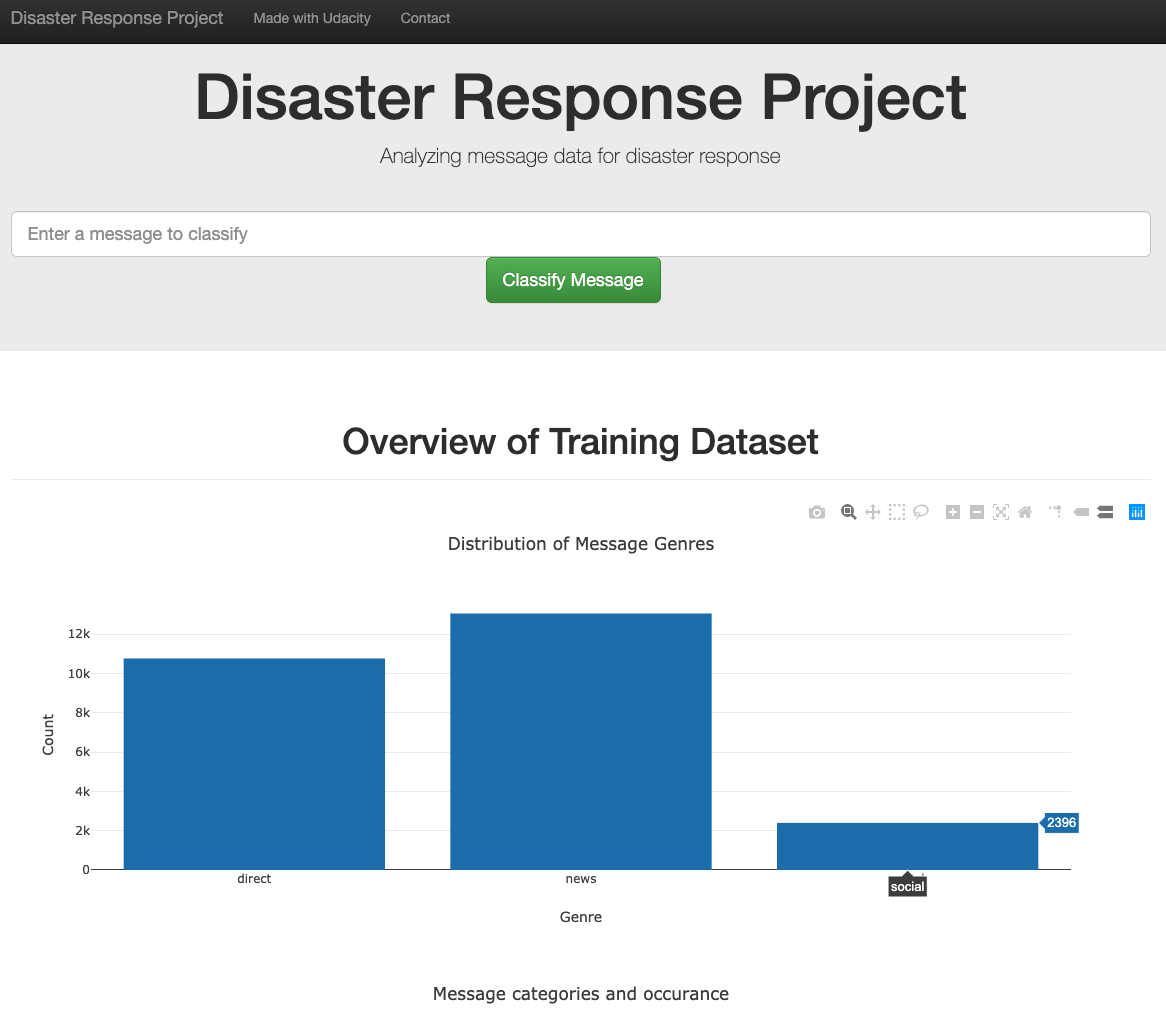 Disaster Response Project Made with Udacity Contact
Disaster Response Project
Analyzing message data for disaster response
Enter a message to classify
Classify Message
Overview of Training Dataset
Distribution of Message Genres
12k
10k
8k
6k
4k
2k
0
Count
2396
direct news
social
Genre
Message categories and occurance